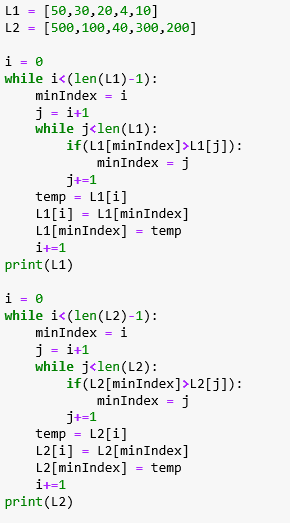 L1 = [50,30,20,4,10]
L2 = [500,100,40,300,200]

i = 0
while i<(len(L1)-1):
    minIndex = i
    j = i+1
    while j<len(L1):
        if(L1[minIndex]>L1[j]):
            minIndex = j
        j+=1
    temp = L1[i]
    L1[i] = L1[minIndex]
    L1[minIndex] = temp
    i+=1
print(L1)

i = 0
while i<(len(L2)-1):
    minIndex = i
    j = i+1
    while j<len(L2):
        if(L2[minIndex]>L2[j]):
            minIndex = j
        j+=1
    temp = L2[i]
    L2[i] = L2[minIndex]
    L2[minIndex] = temp
    i+=1
print(L2)